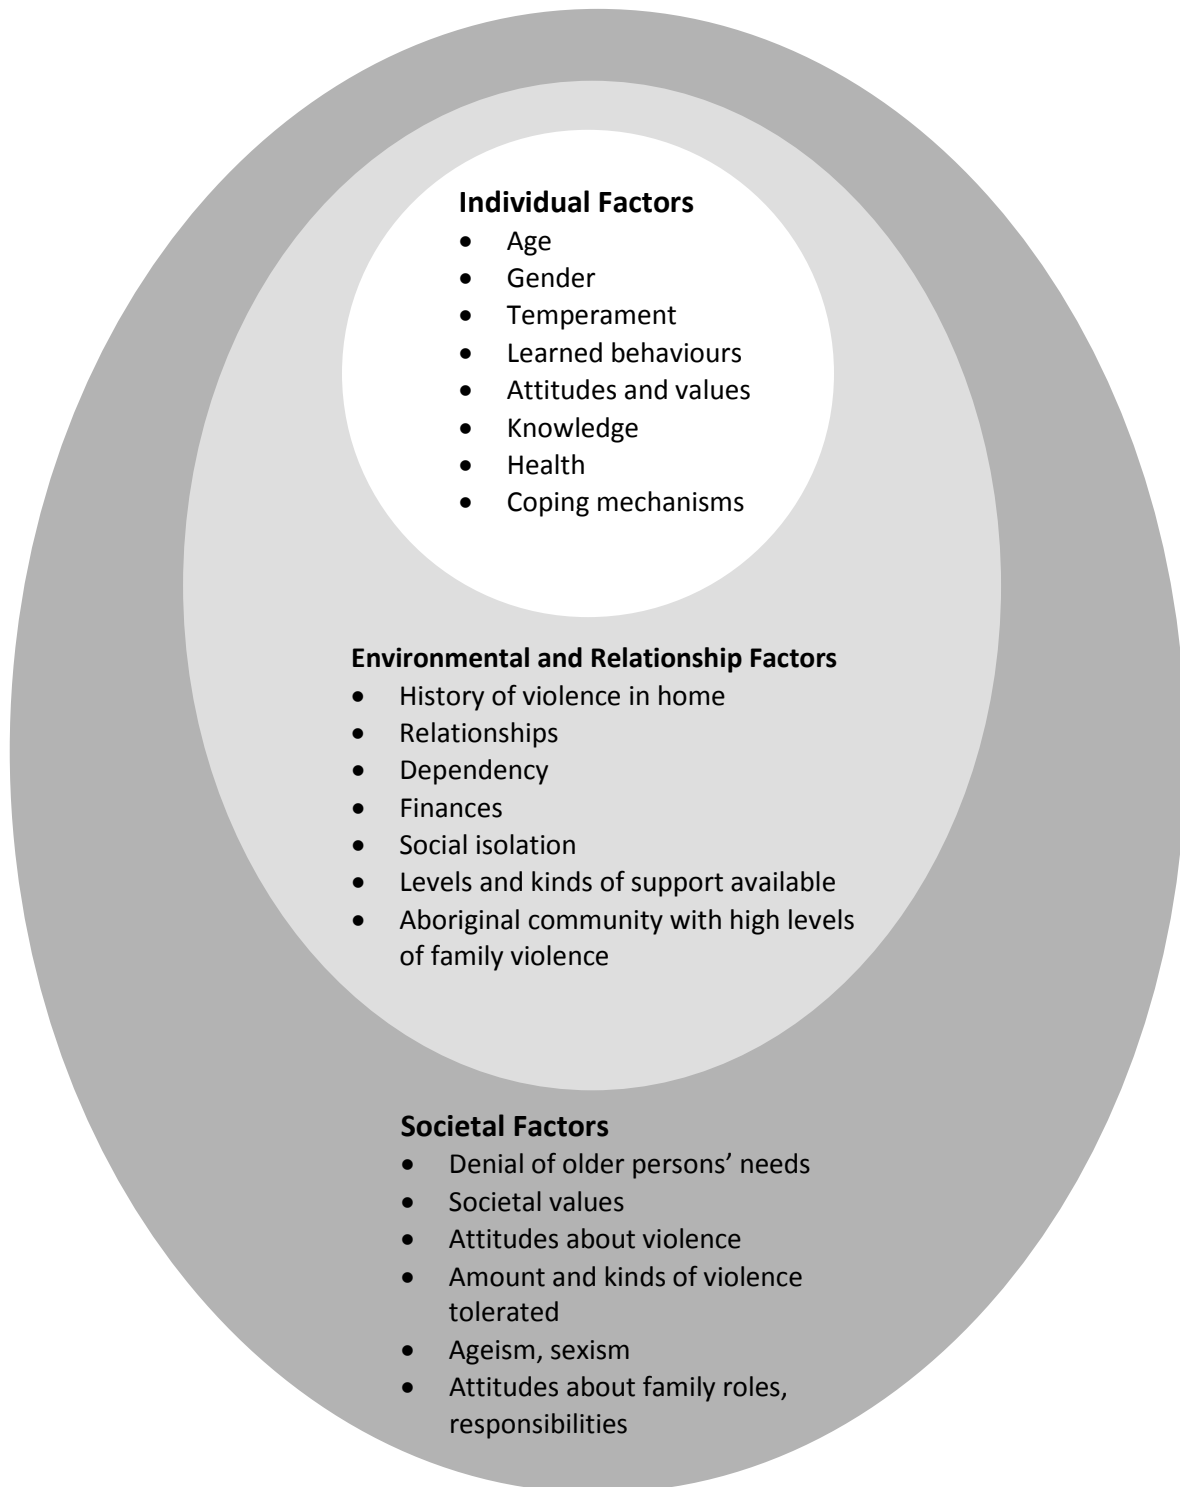 Individual Factors
• Age
• Gender
• Temperament
• Learned behaviours
• Attitudes and values
• Knowledge
• Health
• Coping mechanisms
Environmental and Relationship Factors
• History of violence in home
• Relationships
• Dependency
• Finances
• Social isolation
• Levels and kinds of support available
• Aboriginal community with high levels
of family violence
Societal Factors
• Denial of older persons’ needs
• Societal values
• Attitudes about violence
• Amount and kinds of violence
tolerated
• Ageism, sexism
• Attitudes about family roles,
responsibilities